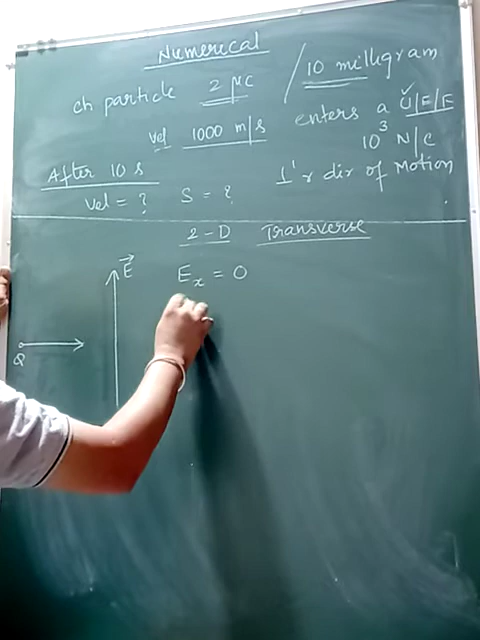 Numerical
ch particle 2 μC / 10 milligram
vel 1000 m/s enters a U/E/F
10³ N/C
After 10 s ⊥'r dir of Motion
Vel = ? S = ?
2-D Transverse
E⃗ Eₓ = 0
Q